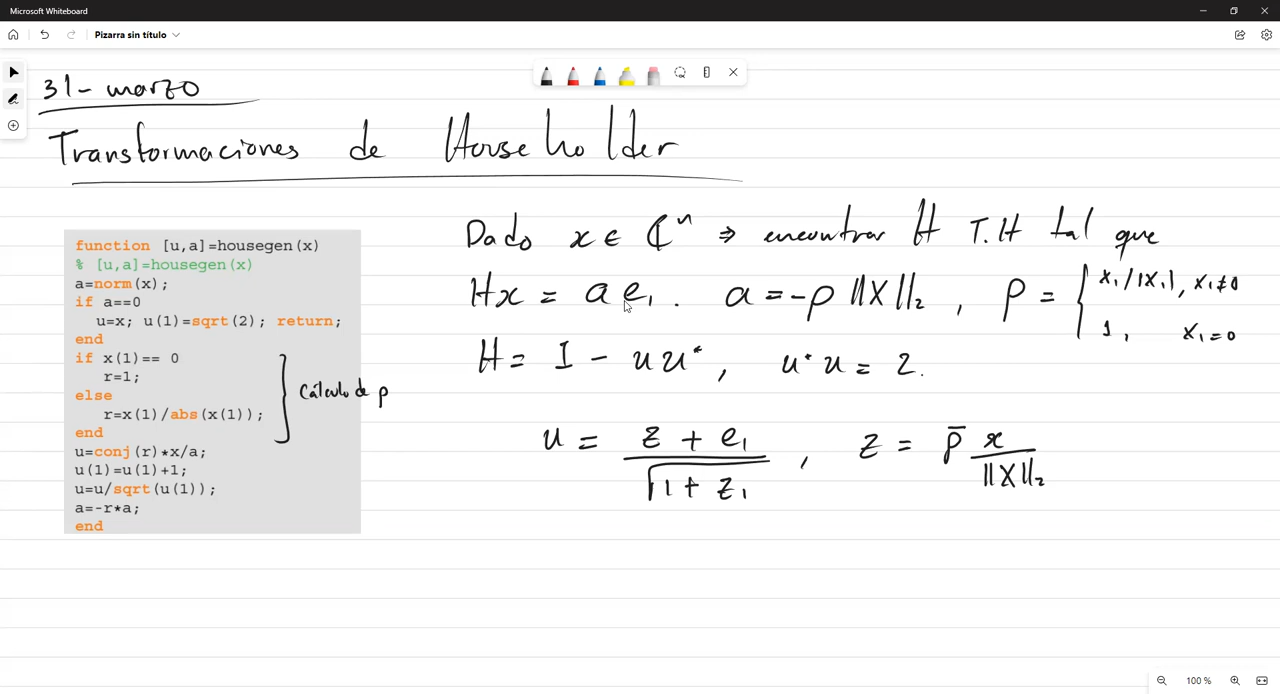 Microsoft Whiteboard
Pizarra sin título
31 - marzo
Transformaciones de Householder
function [u,a]=housegen(x)
% [u,a]=housegen(x)
a=norm(x);
if a==0
u=x; u(1)=sqrt(2); return;
end
if x(1)== 0
r=1;
else
r=x(1)/abs(x(1));
end
u=conj(r)*x/a;
u(1)=u(1)+1;
u=u/sqrt(u(1));
a=-r*a;
end
Cálculo de ρ
Dado x ∈ ℂⁿ ⇒ encontrar H T.H tal que
Hx = a e₁. a = -ρ ||x||₂ , ρ = { x₁/|x₁|, x₁≠0
1, x₁=0
H = I - uu* , u*u = 2.
u = (z + e₁)/√(1 + z₁) , z = ρ̄ x/||x||₂
100 %